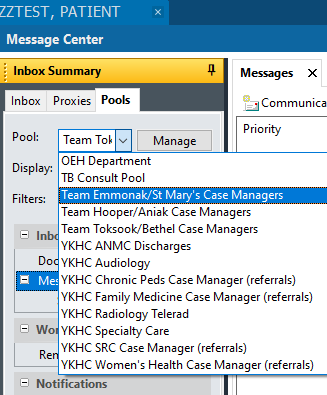 ZZTEST, PATIENT
Message Center
Inbox Summary
Messages
Inbox Proxies Pools
Communica
Pool: Team Tok Manage
Priority
Display:
Filters:
OEH Department
TB Consult Pool
Team Emmonak/St Mary's Case Managers
Team Hooper/Aniak Case Managers
Team Toksook/Bethel Case Managers
YKHC ANMC Discharges
YKHC Audiology
YKHC Chronic Peds Case Manager (referrals)
YKHC Family Medicine Case Manager (referrals)
YKHC Radiology Telerad
YKHC Specialty Care
YKHC SRC Case Manager (referrals)
YKHC Women's Health Case Manager (referrals)
Inbo
Doc
Mes
Wo
Ren
Notifications